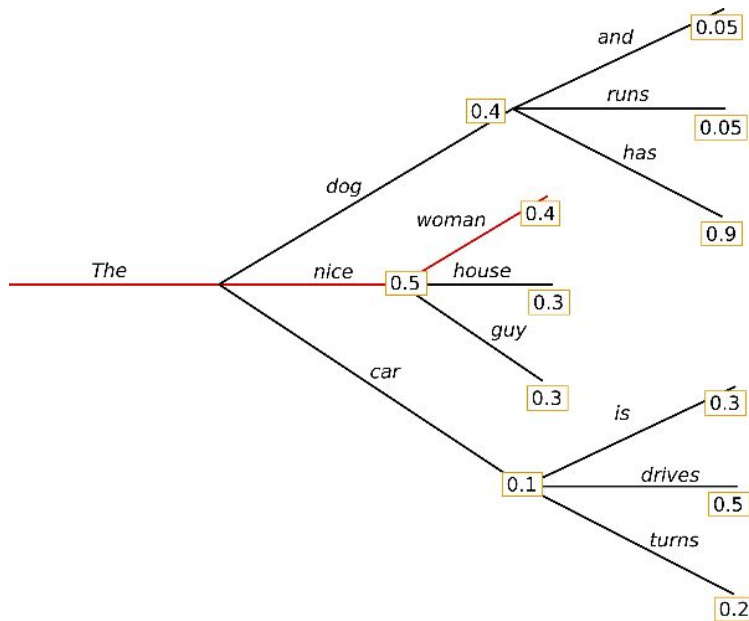 and
0.05
0.4
runs
0.05
has
0.9
dog
woman
0.4
The
nice
0.5
house
0.3
guy
0.3
car
is
0.3
0.1
drives
0.5
turns
0.2